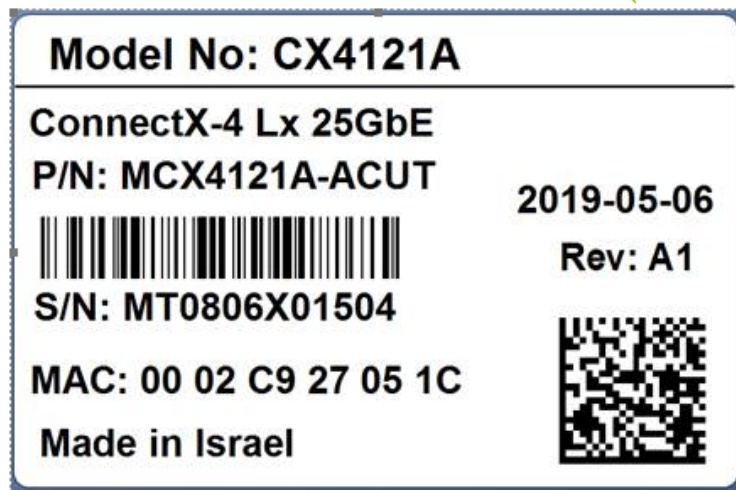 Model No: CX4121A
ConnectX-4 Lx 25GbE
P/N: MCX4121A-ACUT
2019-05-06
Rev: A1
S/N: MT0806X01504
MAC: 00 02 C9 27 05 1C
Made in Israel